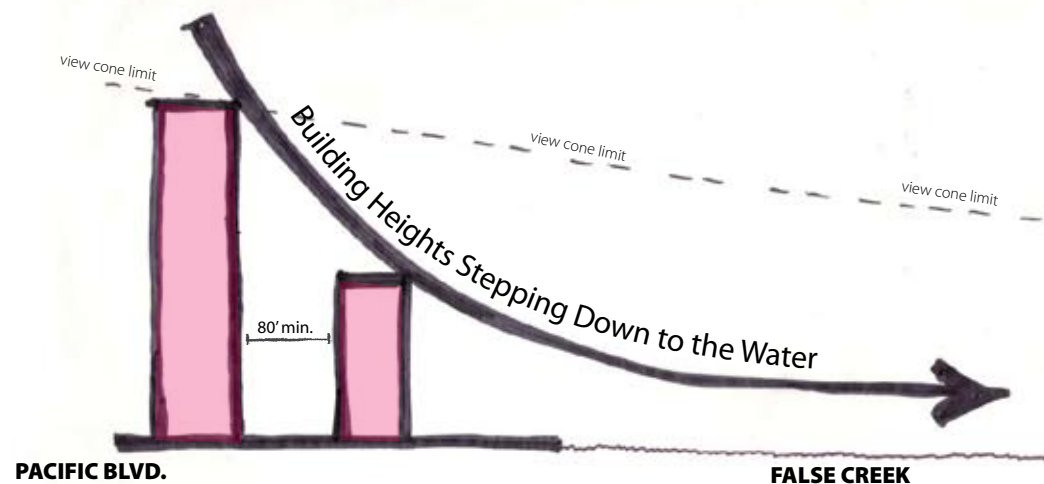 view cone limit
view cone limit
view cone limit
Building Heights Stepping Down to the Water
80' min.
PACIFIC BLVD.
FALSE CREEK